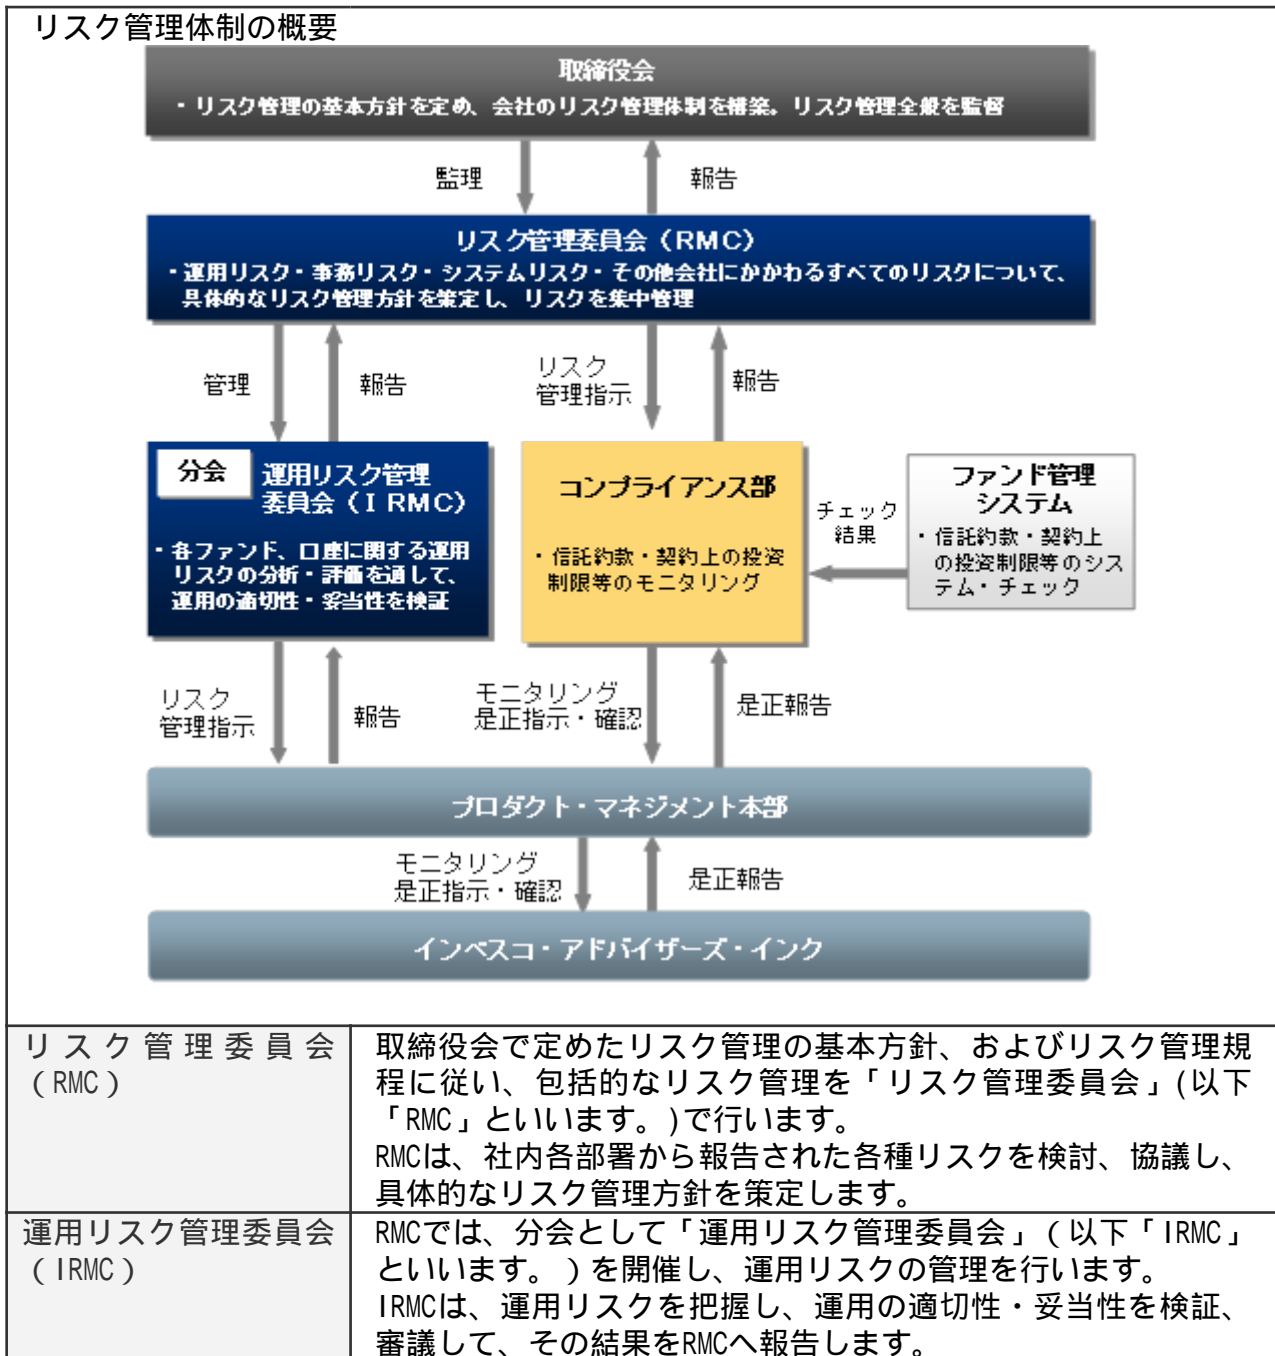 リスク管理体制の概要
取締役会
・リスク管理の基本方針を定め、会社のリスク管理体制を構築。リスク管理全般を監督
監理
報告
リスク管理委員会（RMC）
・運用リスク・事務リスク・システムリスク・その他会社にかかわるすべてのリスクについて、
具体的なリスク管理方針を策定し、リスクを集中管理
管理
報告
リスク
管理指示
報告
分会
運用リスク管理
委員会（IRMC）
・各ファンド、口座に関する運用
リスクの分析・評価を通して、
運用の適切性・妥当性を検証
コンプライアンス部
・信託約款・契約上の投資
制限等のモニタリング
チェック
結果
ファンド管理
システム
・信託約款・契約上
の投資制限等のシス
テム・チェック
リスク
管理指示
報告
モニタリング
是正指示・確認
是正報告
プロダクト・マネジメント本部
モニタリング
是正指示・確認
是正報告
インベスコ・アドバイザーズ・インク
リスク管理委員会
（RMC）
取締役会で定めたリスク管理の基本方針、およびリスク管理規
程に従い、包括的なリスク管理を「リスク管理委員会」(以下
「RMC」といいます。)で行います。
RMCは、社内各部署から報告された各種リスクを検討、協議し、
具体的なリスク管理方針を策定します。
運用リスク管理委員会
（IRMC）
RMCでは、分会として「運用リスク管理委員会」（以下「IRMC」
といいます。）を開催し、運用リスクの管理を行います。
IRMCは、運用リスクを把握し、運用の適切性・妥当性を検証、
審議して、その結果をRMCへ報告します。